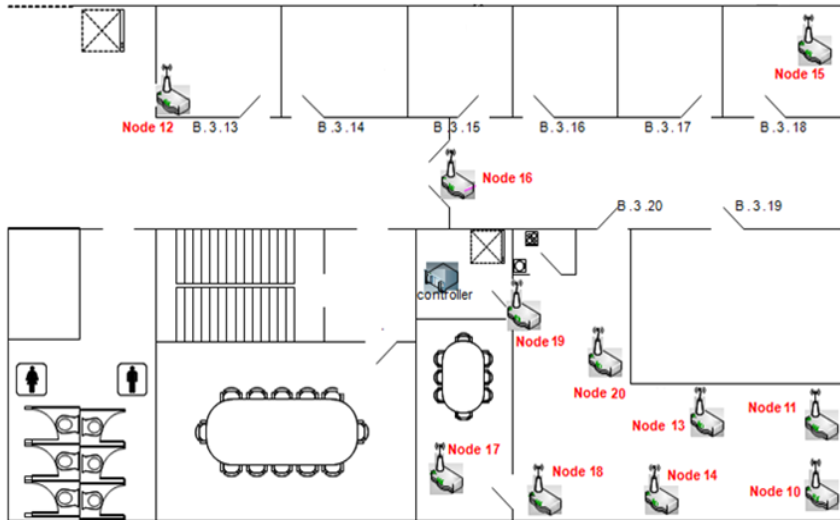 Node 15
Node 12
B.3.13
B.3.14
B.3.15
B.3.16
B.3.17
B.3.18
Node 16
B.3.20
B.3.19
controller
Node 19
Node 20
Node 11
Node 13
Node 17
Node 18
Node 14
Node 10